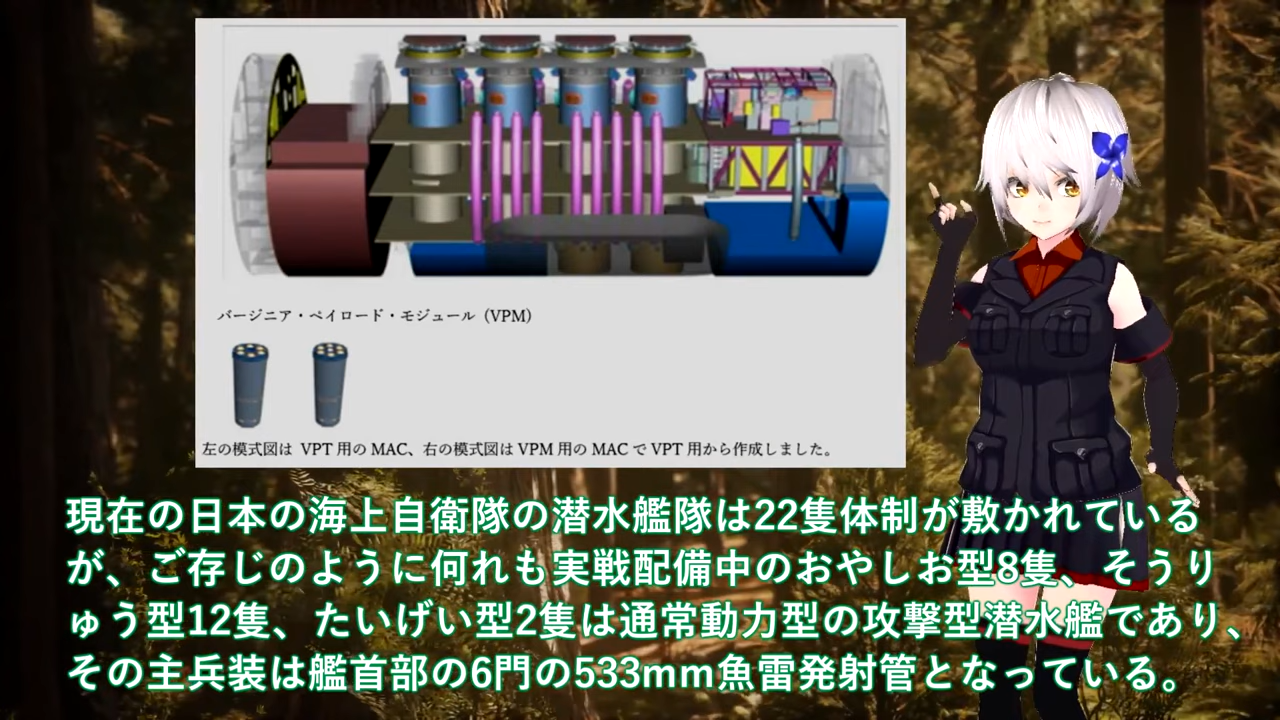 バージニア・ペイロード・モジュール（VPM）
左の模式図は VPT 用の MAC、右の模式図は VPM 用の MAC で VPT 用から作成しました。
現在の日本の海上自衛隊の潜水艦隊は22隻体制が敷かれている
が、ご存じのように何れも実戦配備中のおやしお型8隻、そうり
ゅう型12隻、たいげい型2隻は通常動力型の攻撃型潜水艦であり、
その主兵装は艦首部の6門の533mm魚雷発射管となっている。